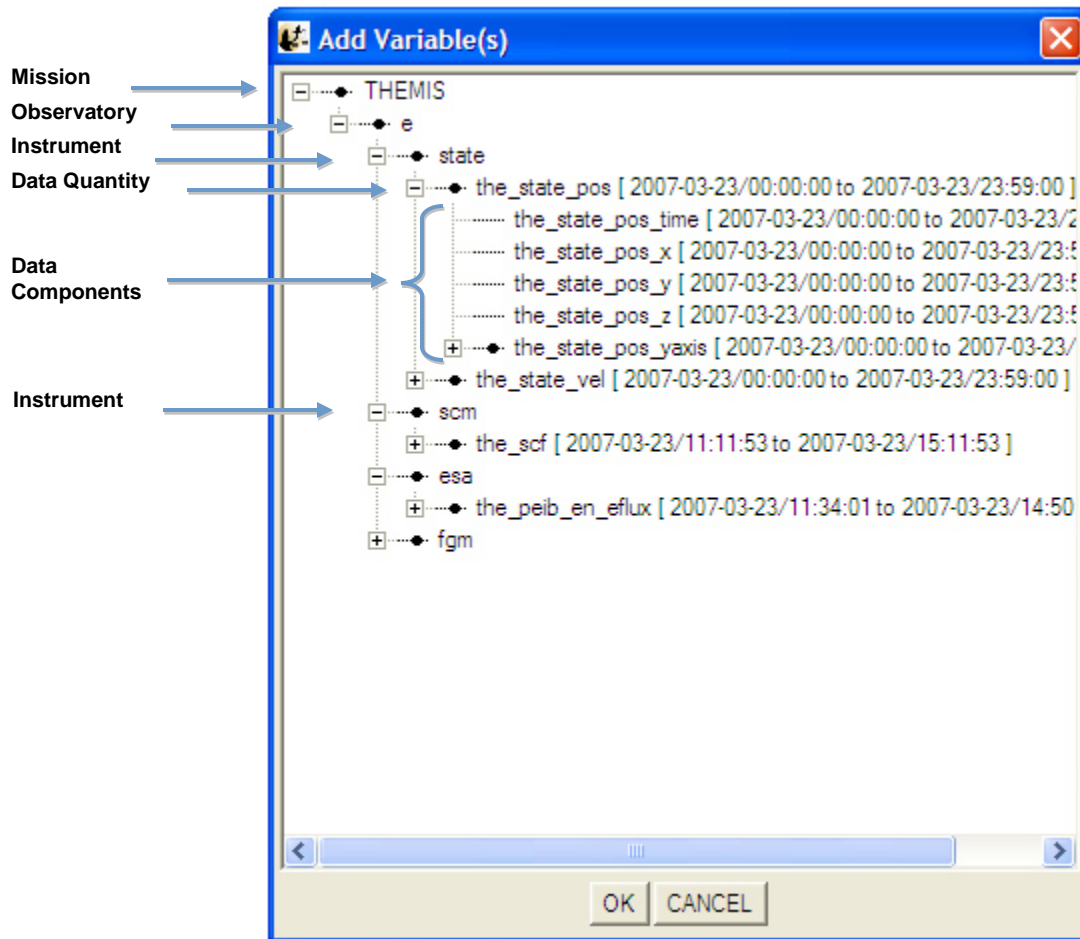 Add Variable(s)
Mission
THEMIS
Observatory
e
Instrument
state
Data Quantity
the_state_pos [ 2007-03-23/00:00:00 to 2007-03-23/23:59:00 ]
the_state_pos_time [ 2007-03-23/00:00:00 to 2007-03-23/2
the_state_pos_x [ 2007-03-23/00:00:00 to 2007-03-23/23:5
Data
Components
the_state_pos_y [ 2007-03-23/00:00:00 to 2007-03-23/23:5
the_state_pos_z [ 2007-03-23/00:00:00 to 2007-03-23/23:5
the_state_pos_yaxis [ 2007-03-23/00:00:00 to 2007-03-23/
the_state_vel [ 2007-03-23/00:00:00 to 2007-03-23/23:59:00 ]
Instrument
scm
the_scf [ 2007-03-23/11:11:53 to 2007-03-23/15:11:53 ]
esa
the_peib_en_eflux [ 2007-03-23/11:34:01 to 2007-03-23/14:50
fgm
OK CANCEL